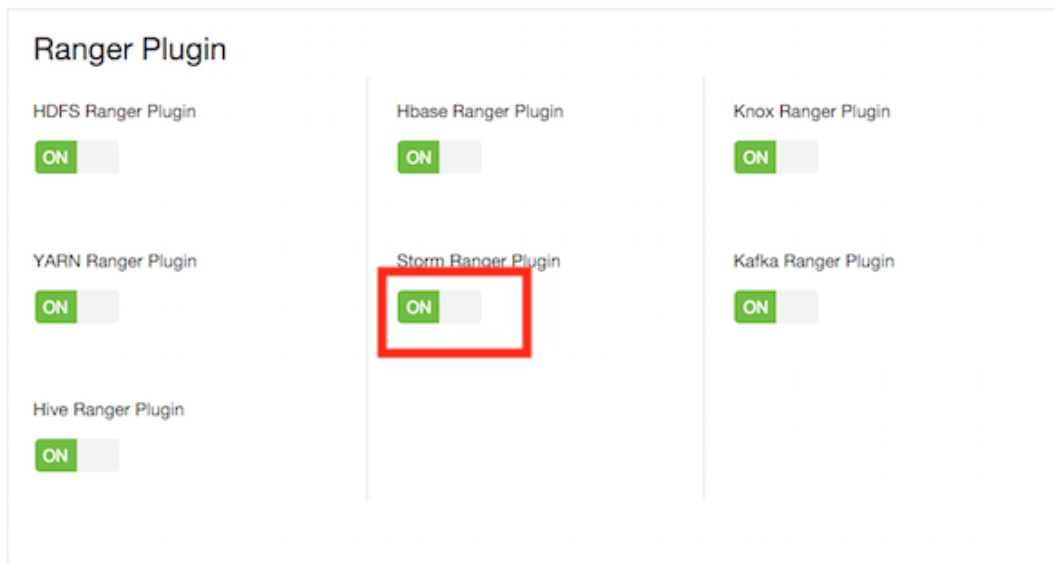 Ranger Plugin
HDFS Ranger Plugin
Hbase Ranger Plugin
Knox Ranger Plugin
ON
ON
ON
YARN Ranger Plugin
Storm Ranger Plugin
Kafka Ranger Plugin
ON
ON
ON
Hive Ranger Plugin
ON